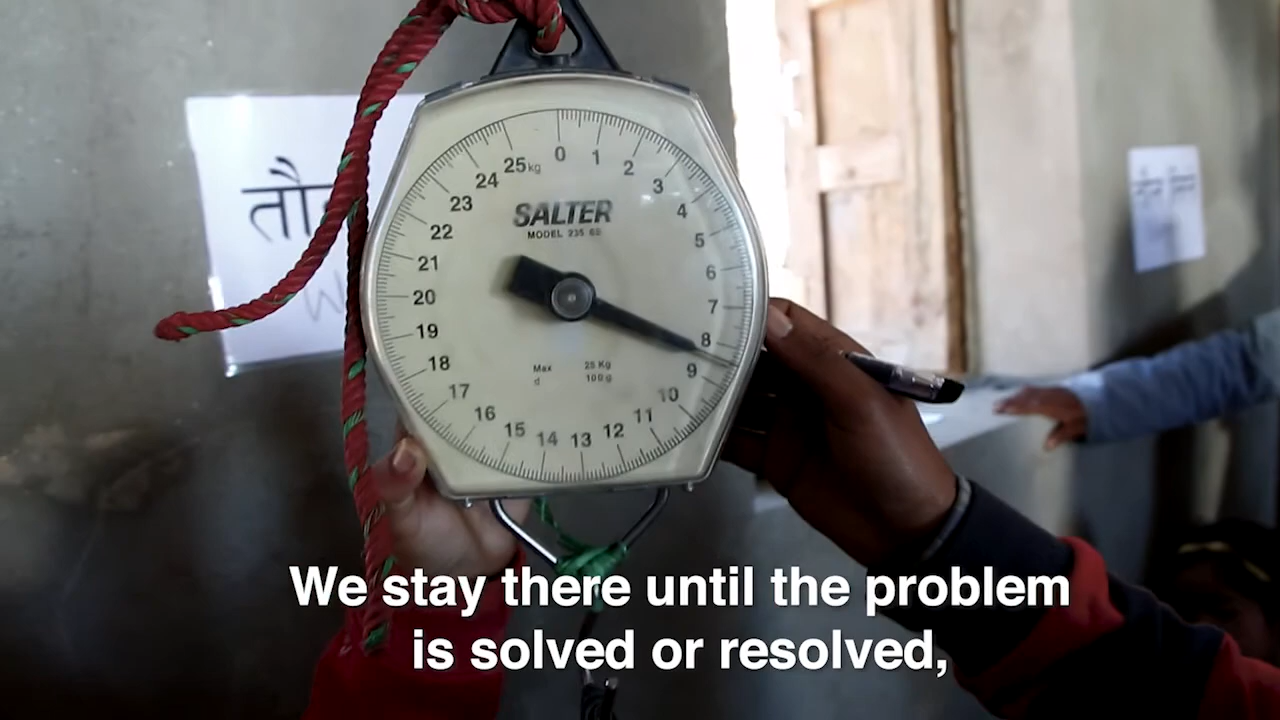 25kg 0 1 2 3 4 5 6 7 8 9 10 11 12 13 14 15 16 17 18 19 20 21 22 23 24
SALTER
MODEL 235 6S
Max 25 Kg
d 100 g
We stay there until the problem
is solved or resolved,